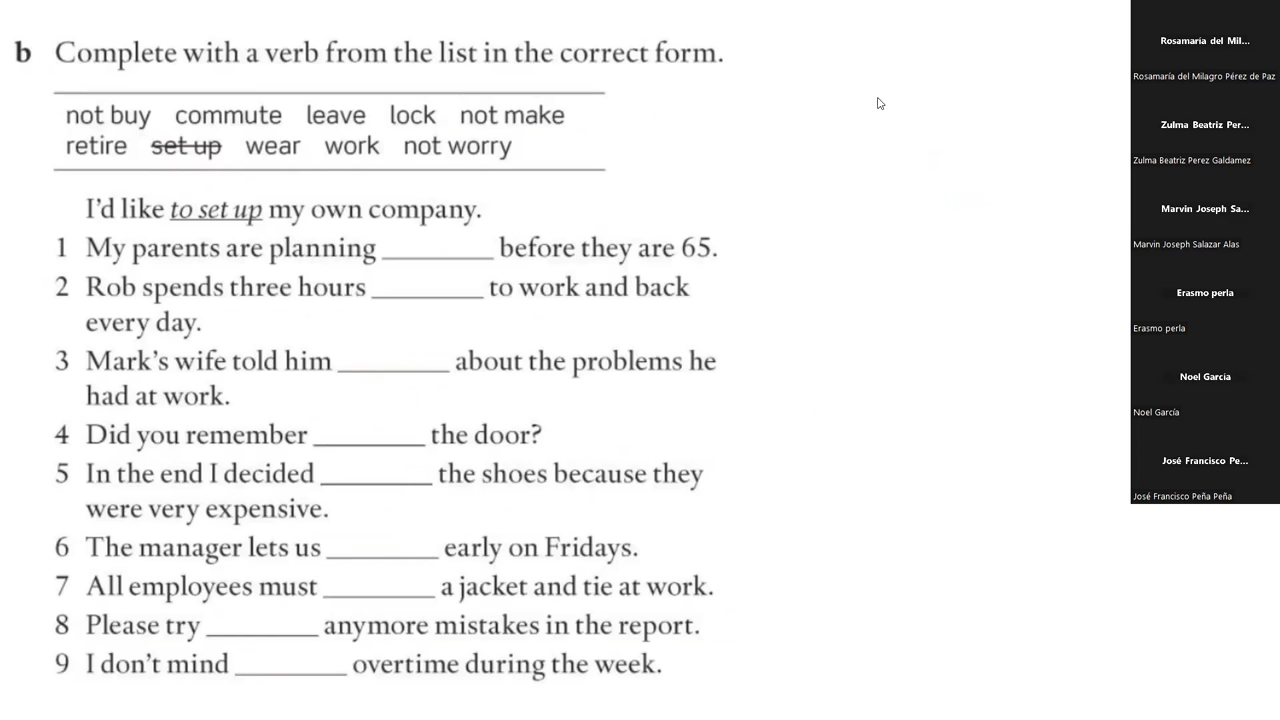 b Complete with a verb from the list in the correct form.
not buy commute leave lock not make
retire set up wear work not worry
I'd like to set up my own company.
1 My parents are planning ________ before they are 65.
2 Rob spends three hours ________ to work and back
every day.
3 Mark's wife told him ________ about the problems he
had at work.
4 Did you remember ________ the door?
5 In the end I decided ________ the shoes because they
were very expensive.
6 The manager lets us ________ early on Fridays.
7 All employees must ________ a jacket and tie at work.
8 Please try ________ anymore mistakes in the report.
9 I don't mind ________ overtime during the week.
Rosamaría del Mil...
Rosamaría del Milagro Pérez de Paz
Zulma Beatriz Per...
Zulma Beatriz Perez Galdamez
Marvin Joseph Sa...
Marvin Joseph Salazar Alas
Erasmo perla
Erasmo perla
Noel García
Noel García
José Francisco Pe...
José Francisco Peña Peña